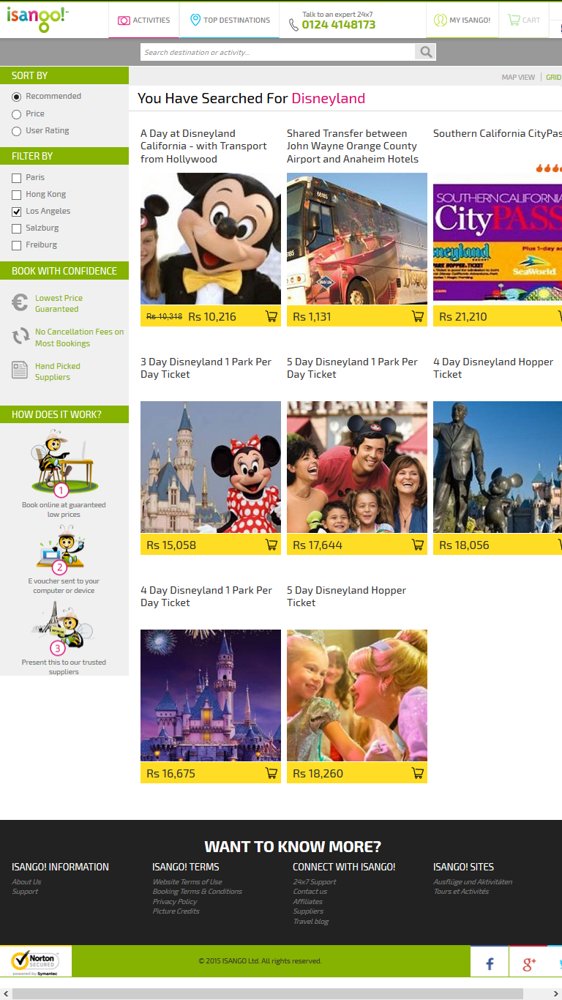 isango!™
ACTIVITIES
TOP DESTINATIONS
Talk to an expert 24x7
0124 4148173
MY ISANGO!
CART
Search destination or activity...
SORT BY
Recommended
Price
User Rating
FILTER BY
Paris
Hong Kong
Los Angeles
Salzburg
Freiburg
BOOK WITH CONFIDENCE
Lowest Price
Guaranteed
No Cancellation Fees on
Most Bookings
Hand Picked
Suppliers
HOW DOES IT WORK?
1
Book online at guaranteed
low prices
2
E voucher sent to your
computer or device
3
Present this to our trusted
suppliers
MAP VIEW
GRID
You Have Searched For Disneyland
A Day at Disneyland
California - with Transport
from Hollywood
Rs 10,318 Rs 10,216
Shared Transfer between
John Wayne Orange County
Airport and Anaheim Hotels
Rs 1,131
Southern California CityPas
SOUTHERN CALIFORNIA
CityPASS
neyland
RESORT
PARK HOPPER TICKET
Plus 1-day ad
SeaWorld
Rs 21,210
3 Day Disneyland 1 Park Per
Day Ticket
Rs 15,058
5 Day Disneyland 1 Park Per
Day Ticket
Rs 17,644
4 Day Disneyland Hopper
Ticket
Rs 18,056
4 Day Disneyland 1 Park Per
Day Ticket
Rs 16,675
5 Day Disneyland Hopper
Ticket
Rs 18,260
WANT TO KNOW MORE?
ISANGO! INFORMATION
About Us
Support
ISANGO! TERMS
Website Terms of Use
Booking Terms & Conditions
Privacy Policy
Picture Credits
CONNECT WITH ISANGO!
24x7 Support
Contact us
Affiliates
Suppliers
Travel blog
ISANGO! SITES
Ausflüge und Aktivitäten
Tours et Activités
Norton
SECURED
powered by Symantec
© 2015 ISANGO Ltd. All rights reserved.
f
g+